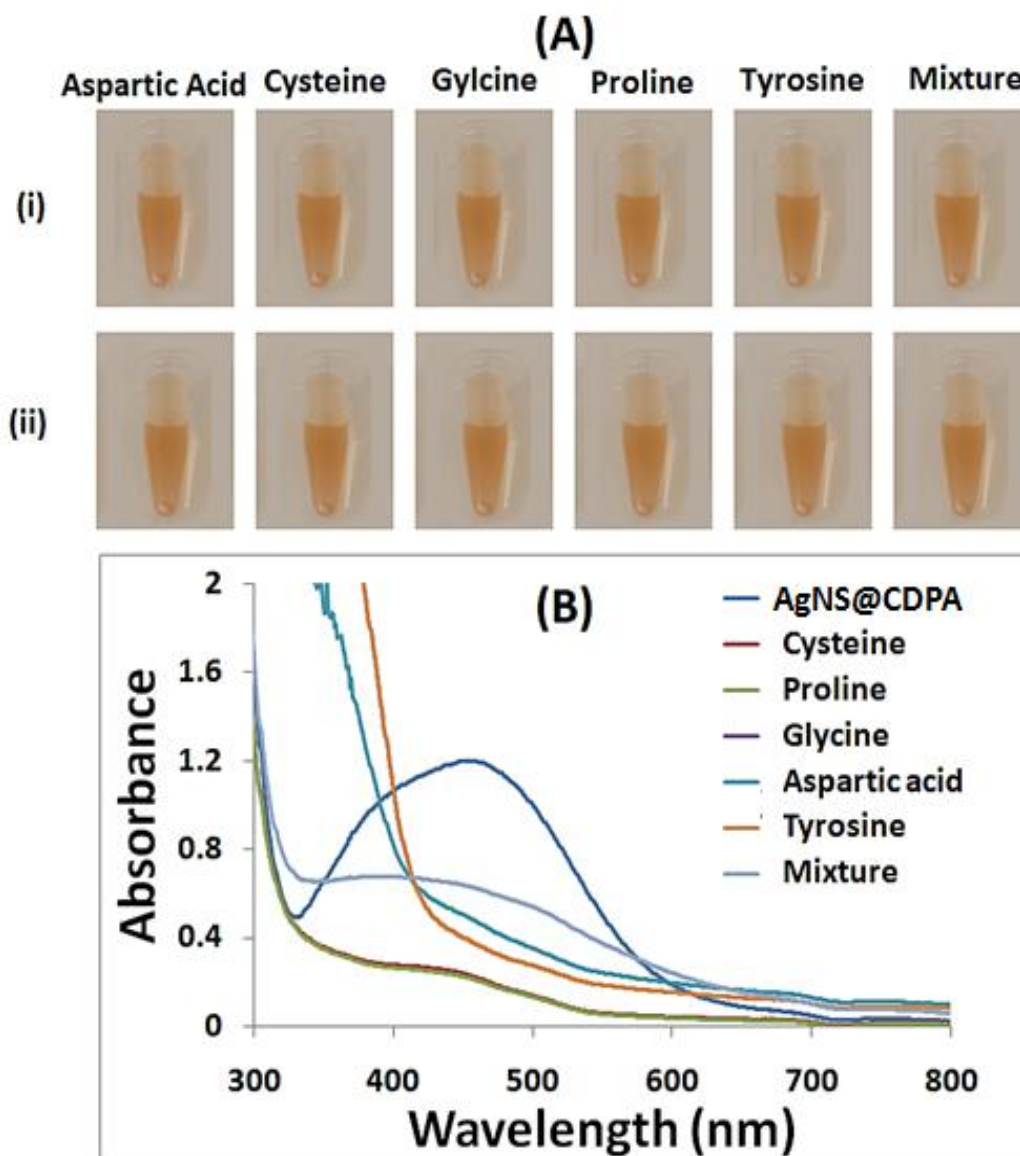 (A)
Aspartic Acid Cysteine Gylcine Proline Tyrosine Mixture
(i)
(ii)
(B)
2
1.6
1.2
0.8
0.4
0
Absorbance
AgNS@CDPA
Cysteine
Proline
Glycine
Aspartic acid
Tyrosine
Mixture
300 400 500 600 700 800
Wavelength (nm)